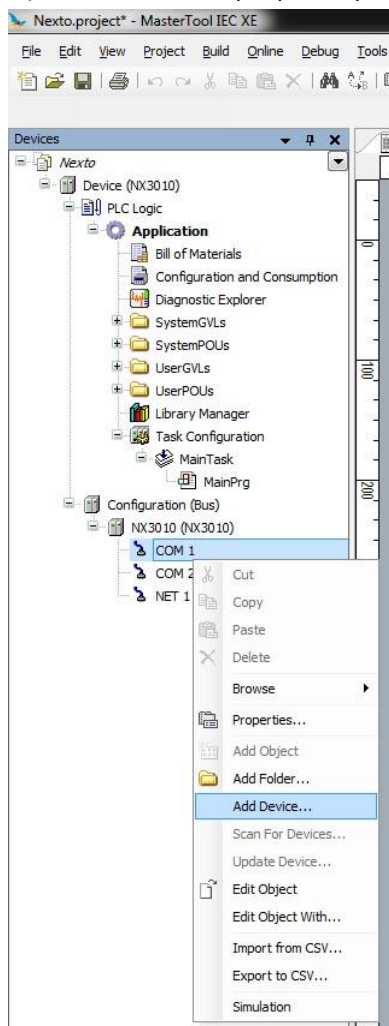 Nexto.project* - MasterTool IEC XE
File Edit View Project Build Online Debug Tools
Devices
Nexto
Device (NX3010)
PLC Logic
Application
Bill of Materials
Configuration and Consumption
Diagnostic Explorer
SystemGVLs
SystemPOUs
UserGVLs
UserPOUs
Library Manager
Task Configuration
MainTask
MainPrg
Configuration (Bus)
NX3010 (NX3010)
COM 1
COM 2
NET 1
Cut
Copy
Paste
Delete
Browse
Properties...
Add Object
Add Folder...
Add Device...
Scan For Devices...
Update Device...
Edit Object
Edit Object With...
Import from CSV...
Export to CSV...
Simulation
0
100
200